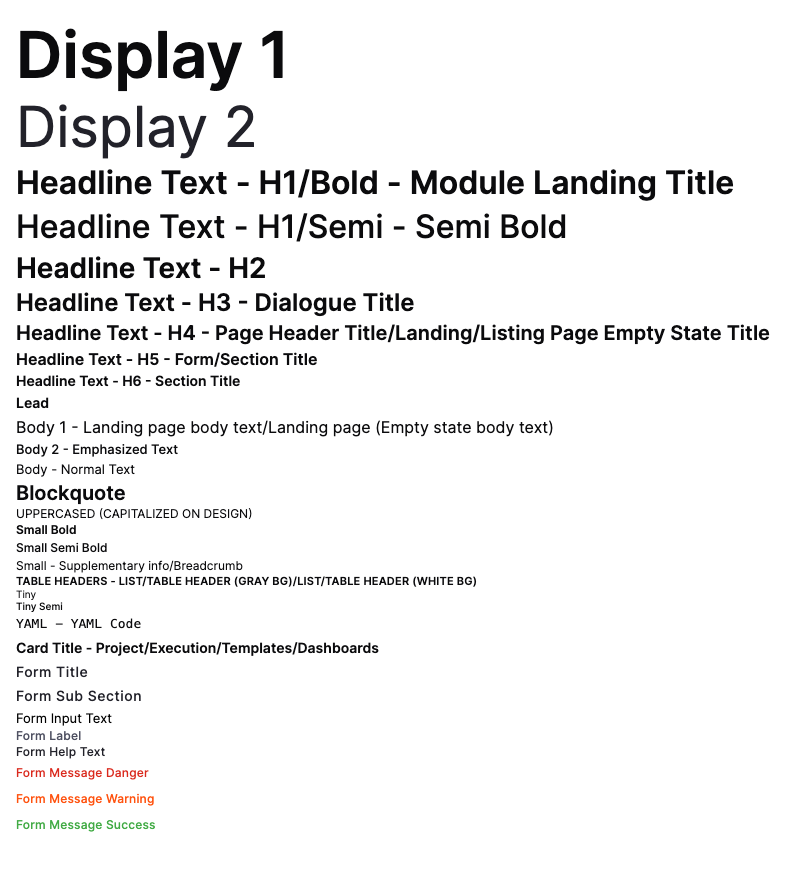 Display 1
Display 2
Headline Text - H1/Bold - Module Landing Title
Headline Text - H1/Semi - Semi Bold
Headline Text - H2
Headline Text - H3 - Dialogue Title
Headline Text - H4 - Page Header Title/Landing/Listing Page Empty State Title
Headline Text - H5 - Form/Section Title
Headline Text - H6 - Section Title
Lead
Body 1 - Landing page body text/Landing page (Empty state body text)
Body 2 - Emphasized Text
Body - Normal Text
Blockquote
UPPERCASED (CAPITALIZED ON DESIGN)
Small Bold
Small Semi Bold
Small - Supplementary info/Breadcrumb
TABLE HEADERS - LIST/TABLE HEADER (GRAY BG)/LIST/TABLE HEADER (WHITE BG)
Tiny
Tiny Semi
YAML – YAML Code
Card Title - Project/Execution/Templates/Dashboards
Form Title
Form Sub Section
Form Input Text
Form Label
Form Help Text
Form Message Danger
Form Message Warning
Form Message Success